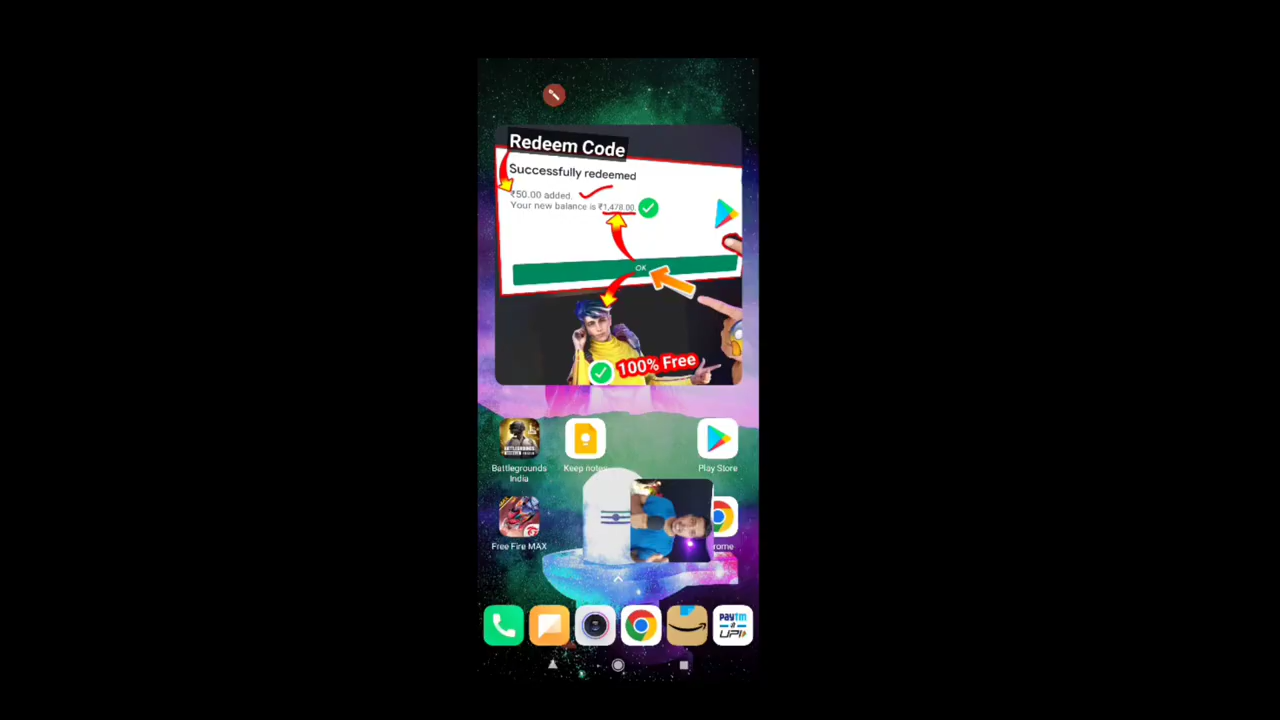 Redeem Code
Successfully redeemed
₹50.00 added.
Your new balance is ₹1,478.00.
OK
100% Free
Battlegrounds
India
Keep notes
Play Store
Free Fire MAX
rome
Paytm
UPI